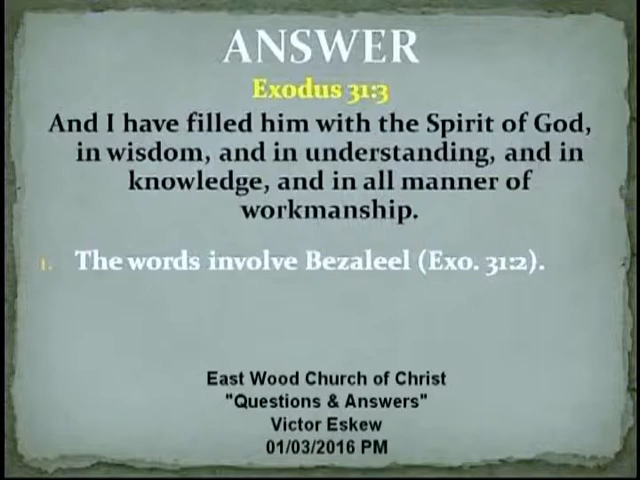 ANSWER
Exodus 31:3
And I have filled him with the Spirit of God,
in wisdom, and in understanding, and in
knowledge, and in all manner of
workmanship.
1. The words involve Bezaleel (Exo. 31:2).
East Wood Church of Christ
"Questions & Answers"
Victor Eskew
01/03/2016 PM